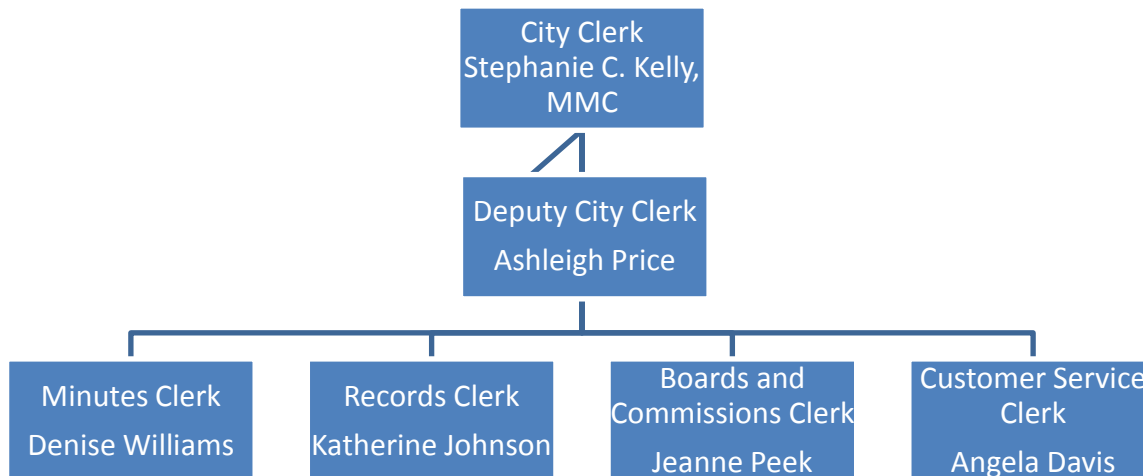 City Clerk
Stephanie C. Kelly,
MMC
Deputy City Clerk
Ashleigh Price
Minutes Clerk
Denise Williams
Records Clerk
Katherine Johnson
Boards and
Commissions Clerk
Jeanne Peek
Customer Service
Clerk
Angela Davis